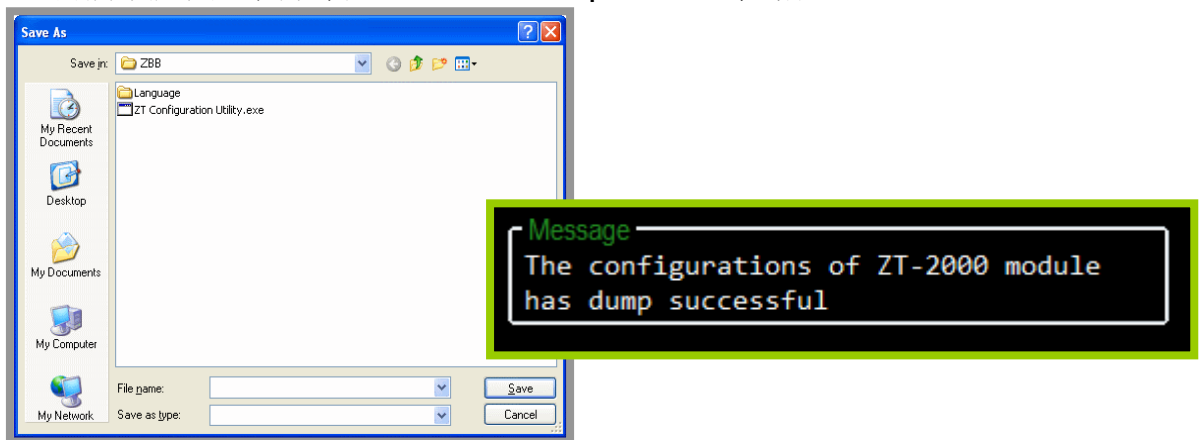 Save As
Save in:
ZBB
Language
ZT Configuration Utility.exe
My Recent
Documents
Desktop
My Documents
My Computer
My Network
File name:
Save
Save as type:
Cancel
Message
The configurations of ZT-2000 module
has dump successful